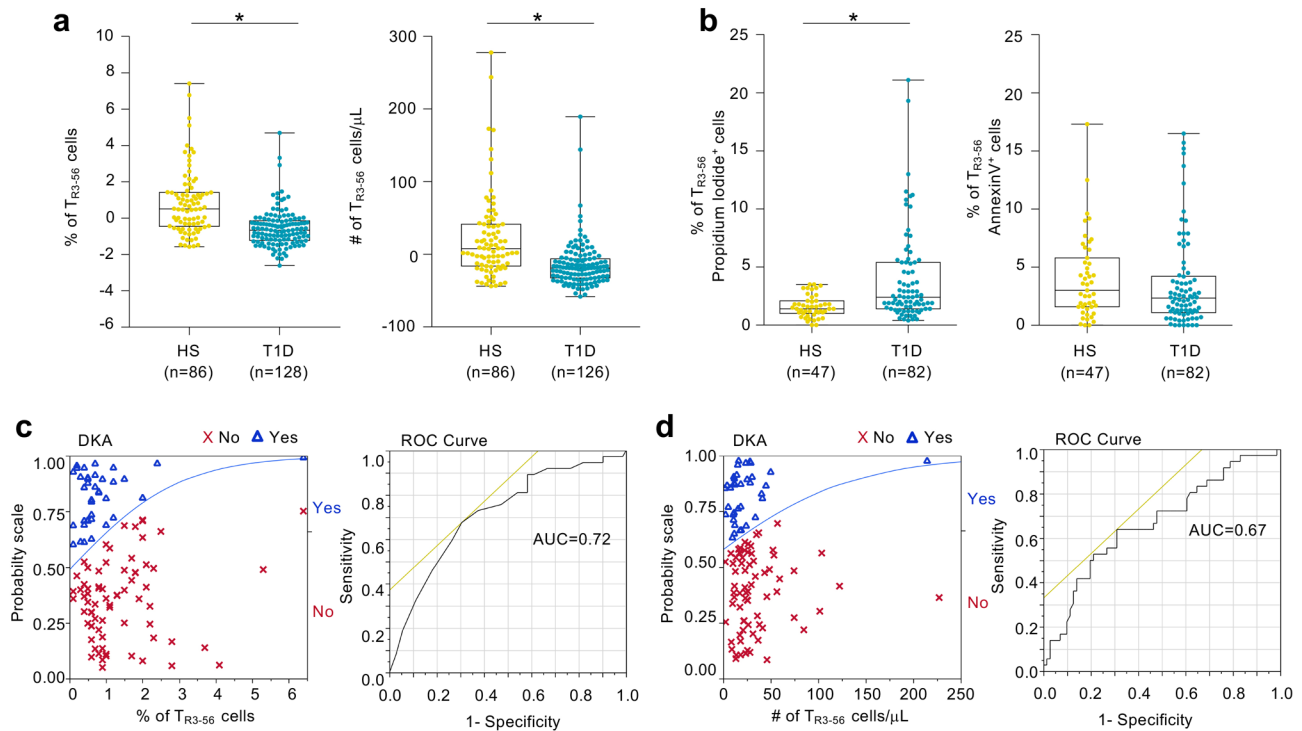 a
*
*
% of TR3-56 cells
10
8
6
4
2
0
-2
-4
-6
HS
(n=86)
T1D
(n=128)
# of TR3-56 cells/μL
300
200
100
0
-100
HS
(n=86)
T1D
(n=126)
b
*
% of TR3-56
Propidium Iodide+ cells
25
20
15
10
5
0
HS
(n=47)
T1D
(n=82)
% of TR3-56
AnnexinV+ cells
25
20
15
10
5
0
HS
(n=47)
T1D
(n=82)
c
DKA
X No
Yes
Probabilty scale
1.00
0.75
0.50
0.25
0.00
0
1
2
3
4
5
6
% of TR3-56 cells
Yes
No
ROC Curve
Sensitivity
1.0
0.8
0.6
0.4
0.2
0.0
AUC=0.72
0.0
0.2
0.4
0.6
0.8
1.0
1- Specificity
d
DKA
X No
Yes
Probabilty scale
1.00
0.75
0.50
0.25
0.00
0
50
100
150
200
250
# of TR3-56 cells/μL
Yes
No
ROC Curve
Sensitivity
1.0
0.8
0.6
0.4
0.2
0.0
AUC=0.67
0.0
0.2
0.4
0.6
0.8
1.0
1- Specificity